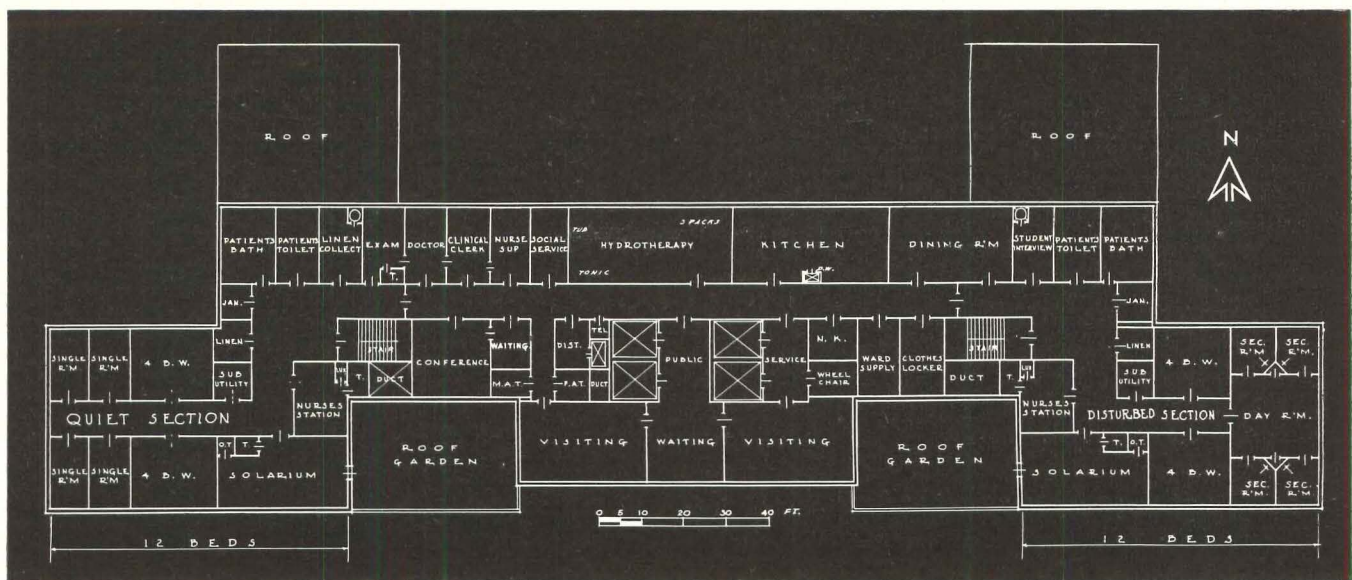 ROOF
ROOF
N
PATIENTS
BATH
PATIENTS
TOILET
LINEN
COLLECT
EXAM
T.
DOCTOR
CLINICAL
CLERK
NURSE
SUP
SOCIAL
SERVICE
TUB
3 PACKS
HYDROTHERAPY
TONIC
KITCHEN
D.W.
DINING R'M
STUDENT
INTERVIEW
PATIENTS
TOILET
PATIENTS
BATH
JAN.
LINEN
SUB
UTILITY
STAIR
DUCT
T.
LUX
CONFERENCE
WAITING
M.A.T.
DIST.
TEL
P.A.T.
DUCT
PUBLIC
SERVICE
N. K.
WHEEL
CHAIR
WARD
SUPPLY
CLOTHES
LOCKER
STAIR
DUCT
T.
LUX
JAN.
LINEN
SUB
UTILITY
SINGLE
R'M
SINGLE
R'M
4 B.W.
QUIET SECTION
NURSES
STATION
SINGLE
R'M
SINGLE
R'M
4 B.W.
O.T.
T.
SOLARIUM
ROOF
GARDEN
VISITING
WAITING
VISITING
ROOF
GARDEN
NURSES
STATION
DISTURBED SECTION
4 B.W.
SEC.
R'M
SEC.
R'M.
DAY R'M.
SOLARIUM
T.
O.T.
4 B.W.
SEC.
R'M.
SEC.
R'M.
0 5 10 20 30 40 FT.
12 BEDS
12 BEDS